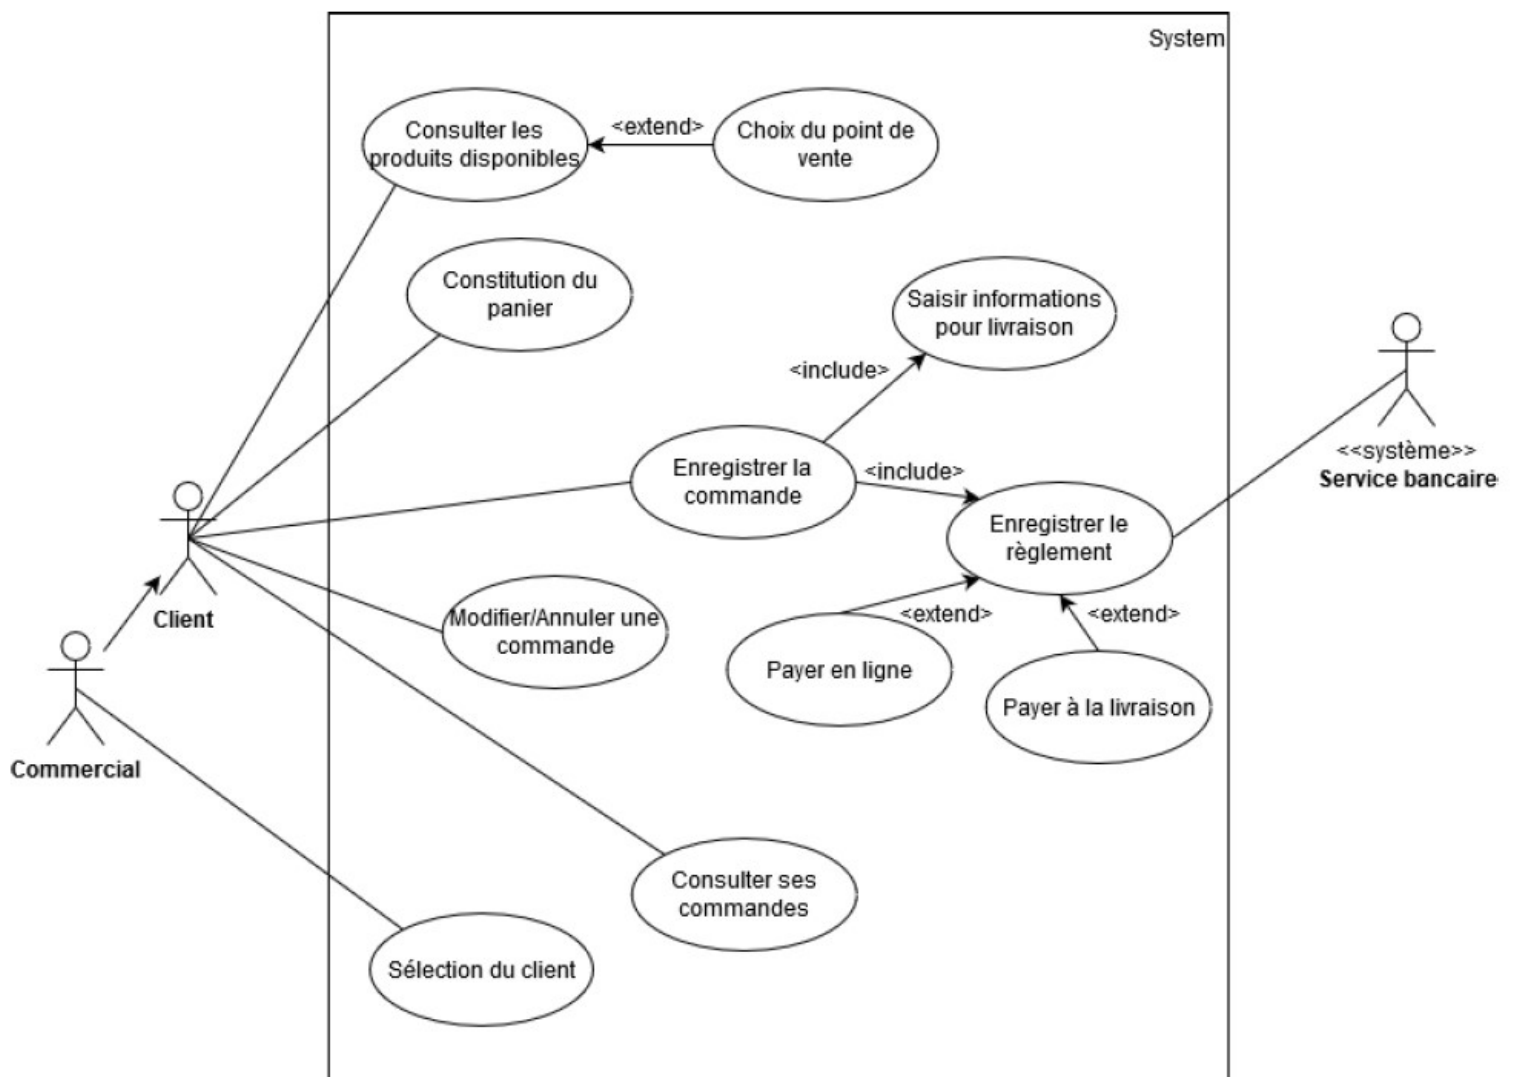 System
Consulter les
produits disponibles
<extend>
Choix du point de
vente
Constitution du
panier
Saisir informations
pour livraison
<include>
Enregistrer la
commande
<include>
Enregistrer le
règlement
<<système>>
Service bancaire
Client
Modifier/Annuler une
commande
<extend>
<extend>
Payer en ligne
Payer à la livraison
Commercial
Consulter ses
commandes
Sélection du client